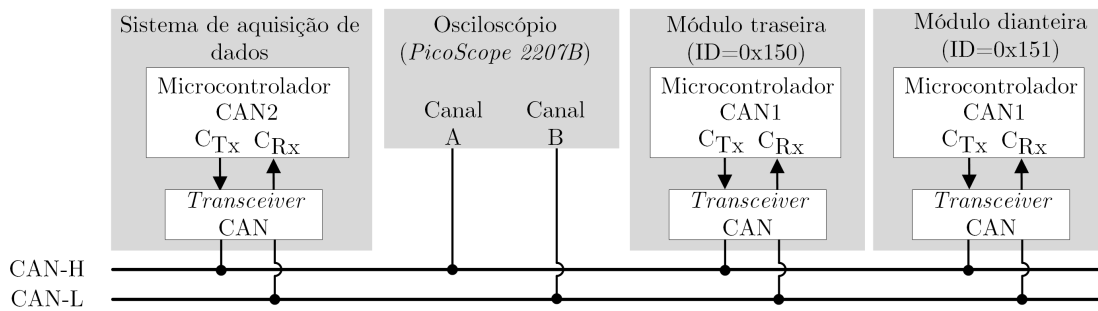 Sistema de aquisição de
dados
Microcontrolador
CAN2
CTx CRx
Transceiver
CAN
Osciloscópio
(PicoScope 2207B)
Canal
A
Canal
B
Módulo traseira
(ID=0x150)
Microcontrolador
CAN1
CTx CRx
Transceiver
CAN
Módulo dianteira
(ID=0x151)
Microcontrolador
CAN1
CTx CRx
Transceiver
CAN
CAN-H
CAN-L